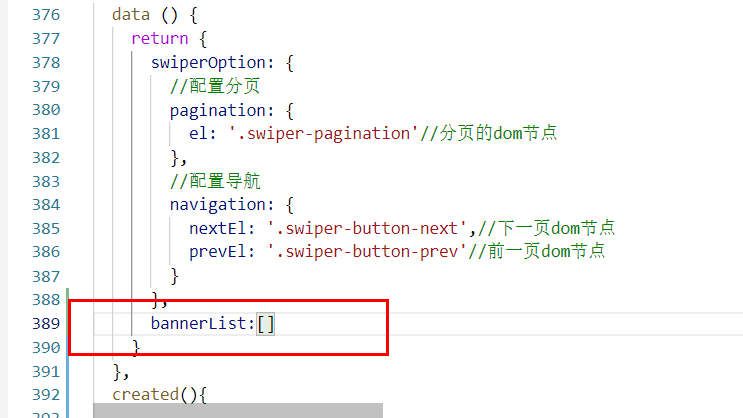 376 data () {
377 return {
378 swiperOption: {
379 //配置分页
380 pagination: {
381 el: '.swiper-pagination'//分页的dom节点
382 },
383 //配置导航
384 navigation: {
385 nextEl: '.swiper-button-next',//下一页dom节点
386 prevEl: '.swiper-button-prev'//前一页dom节点
387 }
388 },
389 bannerList:[]
390 }
391 },
392 created(){